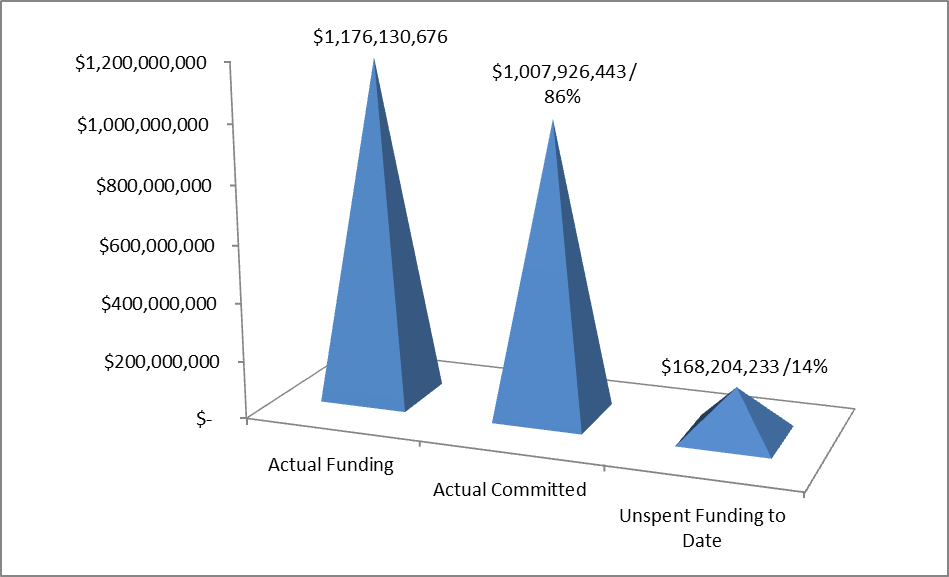 $1,176,130,676
$1,007,926,443/
86%
$1,200,000,000
$1,000,000,000
$800,000,000
$600,000,000
$400,000,000
$200,000,000
$-
$168,204,233/14%
Actual Funding
Actual Committed
Unspent Funding to
Date